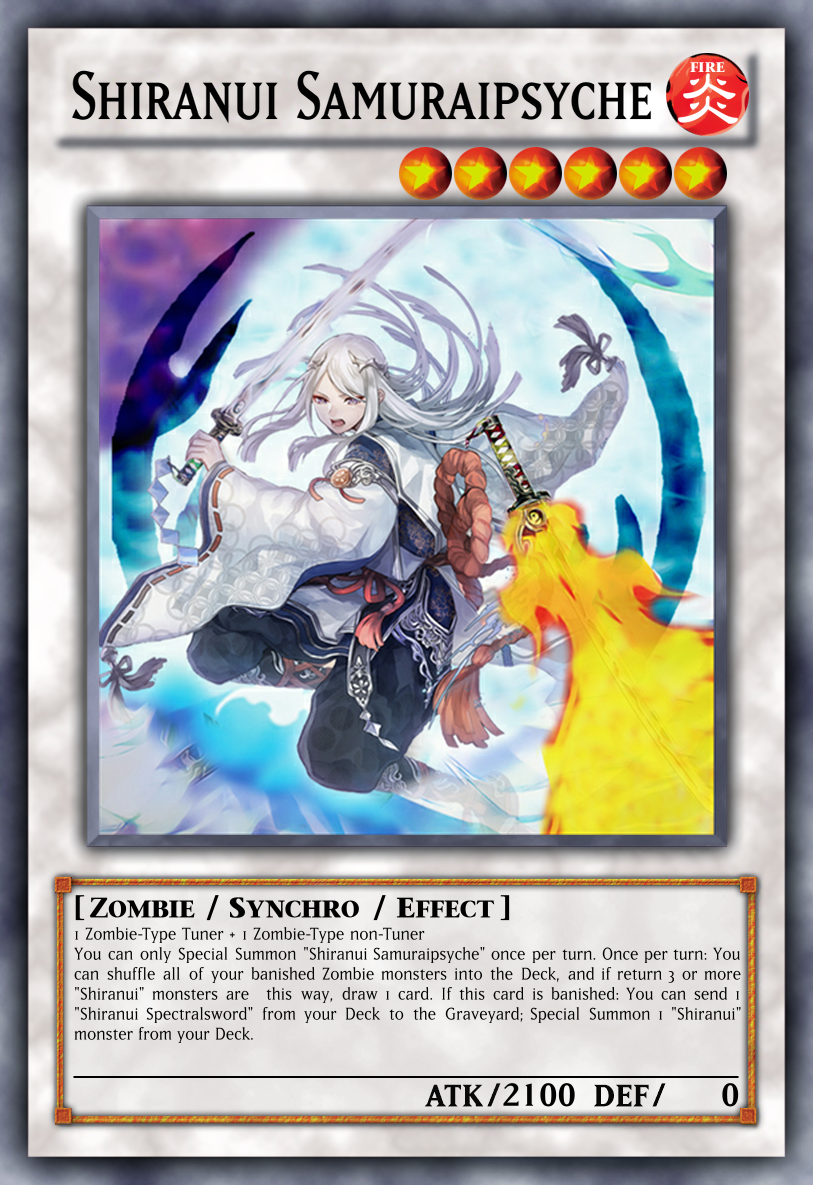 Shiranui Samuraipsyche
FIRE
炎
[ Zombie / Synchro / Effect ]
1 Zombie-Type Tuner + 1 Zombie-Type non-Tuner
You can only Special Summon "Shiranui Samuraipsyche" once per turn. Once per turn: You
can shuffle all of your banished Zombie monsters into the Deck, and if return 3 or more
"Shiranui" monsters are this way, draw 1 card. If this card is banished: You can send 1
"Shiranui Spectralsword" from your Deck to the Graveyard; Special Summon 1 "Shiranui"
monster from your Deck.
ATK/2100 DEF/ 0